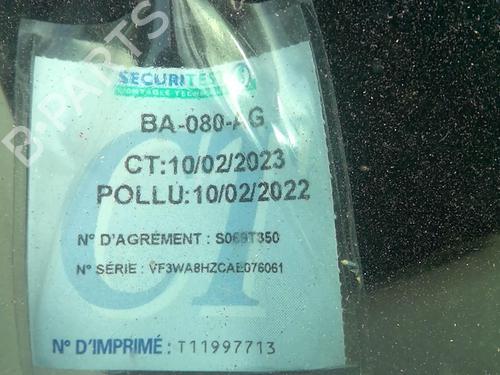 SECURITEST
CONTRÔLE TECHNIQUE
BA-080-AG
CT:10/02/2023
POLLU:10/02/2022
N° D'AGRÉMENT : S069T350
N° SÉRIE : VF3WA8HZCAE076061
N° D'IMPRIMÉ : T11997713
B-PARTS